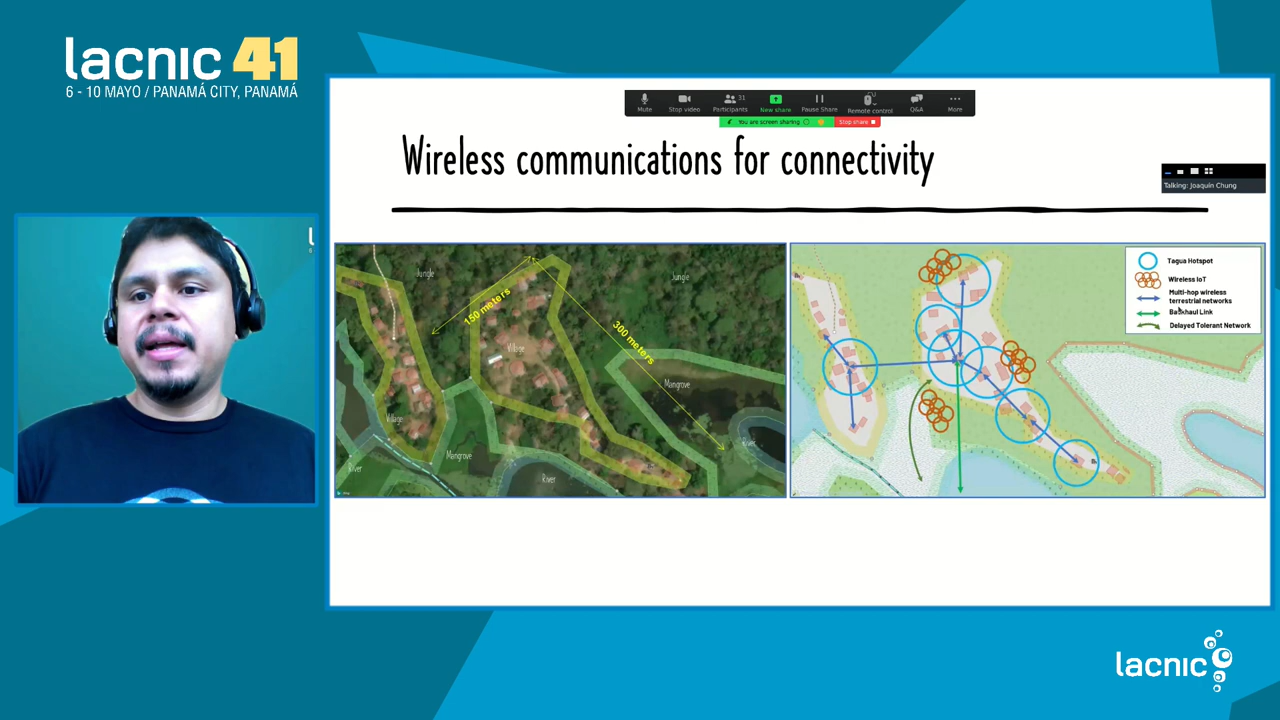 lacnic 41
6 - 10 MAYO / PANAMÁ CITY, PANAMÁ
Mute
Stop video
Participants
31
New share
Pause Share
Remote control
Q&A
More
You are screen sharing
Stop share
Wireless communications for connectivity
Talking: Joaquín Chung
Jungle
Jungle
150 meters
300 meters
Village
Mangrove
Village
River
Mangrove
River
River
Tagua Hotspot
Wireless IoT
Multi-hop wireless
terrestrial networks
Backhaul Link
Delayed Tolerant Network
lacnic